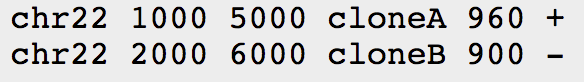 chr22 1000 5000 cloneA 960 +
chr22 2000 6000 cloneB 900 -